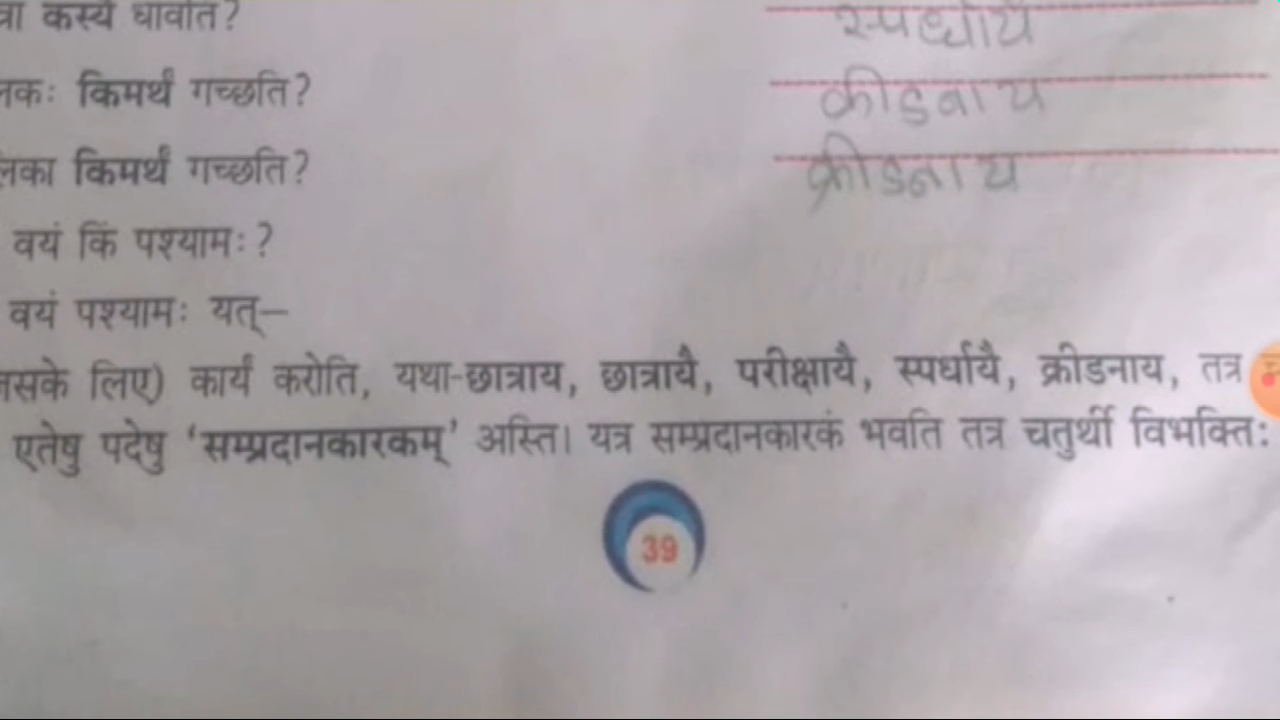 कस्यै धावति? स्पर्धायै
किमर्थं गच्छति? क्रीडनाय
किमर्थं गच्छति? क्रीडनाय
वयं किं पश्यामः?
वयं पश्यामः यत्—
लिए) कार्यं करोति, यथा-छात्राय, छात्रायै, परीक्षायै, स्पर्धायै, क्रीडनाय, तत्र
एतेषु पदेषु ‘सम्प्रदानकारकम्’ अस्ति। यत्र सम्प्रदानकारकं भवति तत्र चतुर्थी विभक्तिः
39